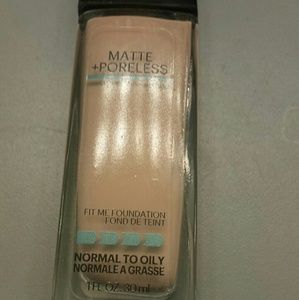 MATTE
+PORELESS
FIT ME FOUNDATION
FOND DE TEINT
NORMAL TO OILY
NORMALE À GRASSE
1 FL. OZ. 30 ml